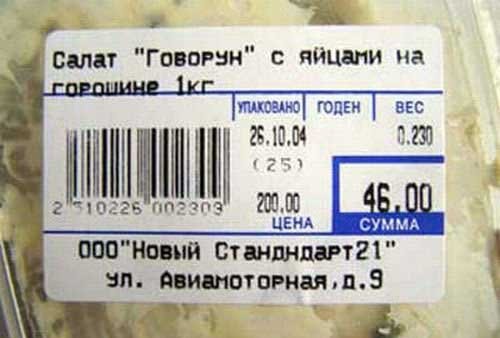 Салат "Говорун" с яйцами на
горошине 1кг
УПАКОВАНО ГОДЕН ВЕС
26.10.04 0.230
(25)
200,00 46.00
ЦЕНА СУММА
2 510226 002309
ООО"Новый Стандндарт21"
ул. Авиамоторная,д.9